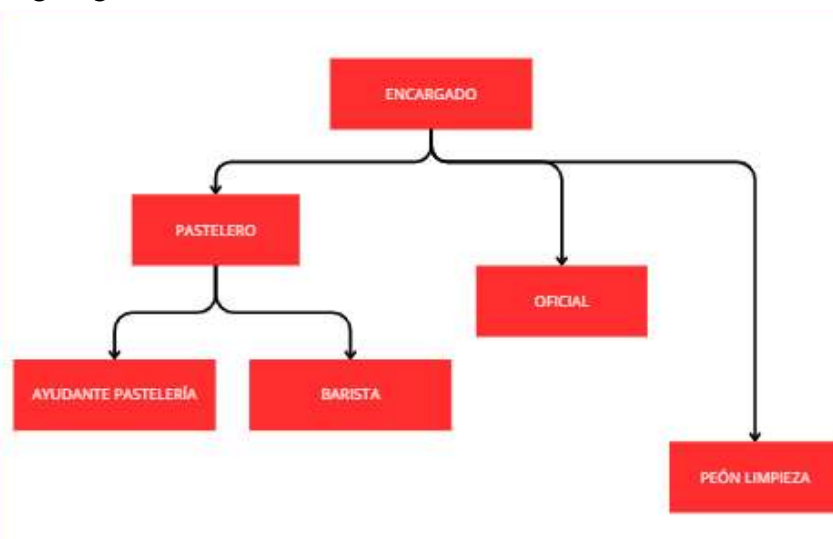 ENCARGADO
PASTELERO
OFICIAL
AYUDANTE PASTELERÍA
BARISTA
PEÓN LIMPIEZA